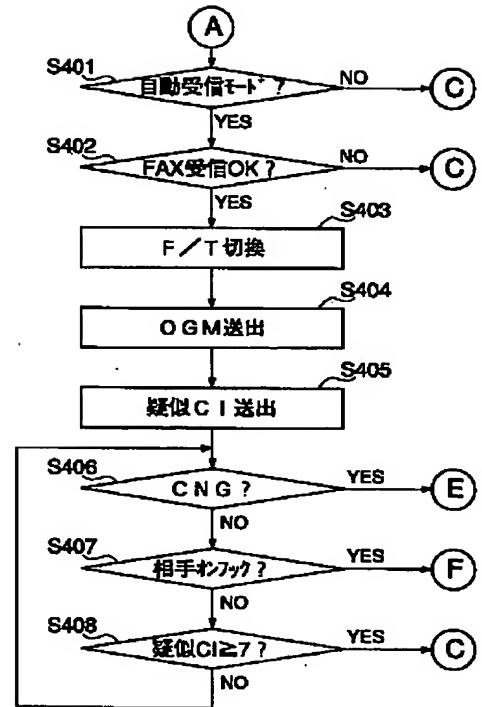 A
S401
自動受信モード?
NO
C
YES
S402
FAX受信OK?
NO
C
YES
S403
F/T切換
S404
OGM送出
S405
疑似CI送出
S406
CNG?
YES
E
NO
S407
相手オンフック?
YES
F
NO
S408
疑似CI≧7?
YES
C
NO